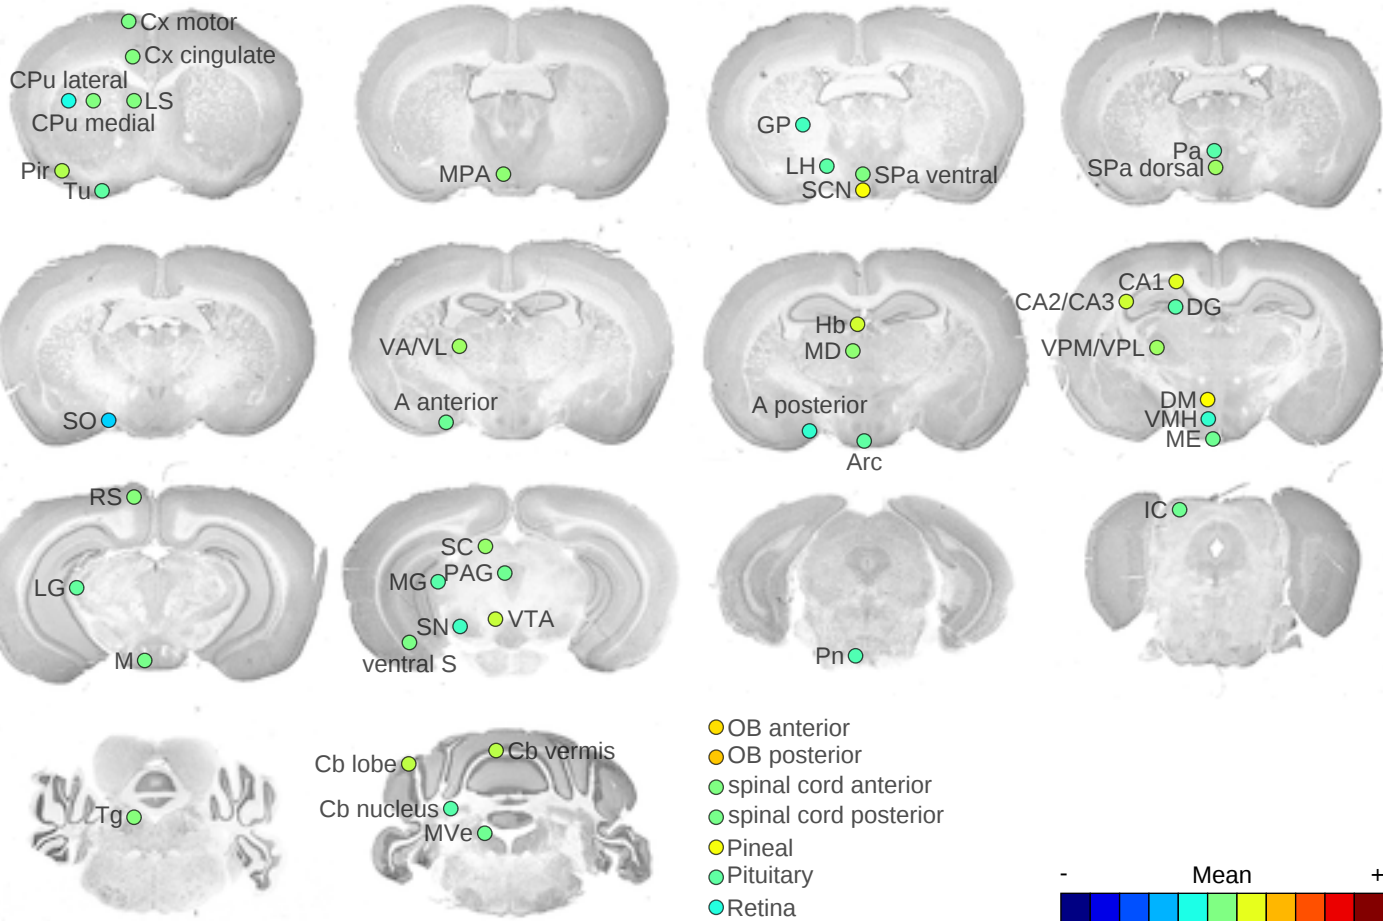 Cx motor
Cx cingulate
CPu lateral
LS
CPu medial
Pir
Tu
MPA
GP
LH
SPa ventral
SCN
Pa
SPa dorsal
SO
VA/VL
A anterior
Hb
MD
A posterior
Arc
CA1
CA2/CA3
DG
VPM/VPL
DM
VMH
ME
RS
LG
M
SC
PAG
MG
VTA
SN
ventral S
Pn
IC
Tg
Cb lobe
Cb vermis
Cb nucleus
MVe
OB anterior
OB posterior
spinal cord anterior
spinal cord posterior
Pineal
Pituitary
Retina
- Mean +